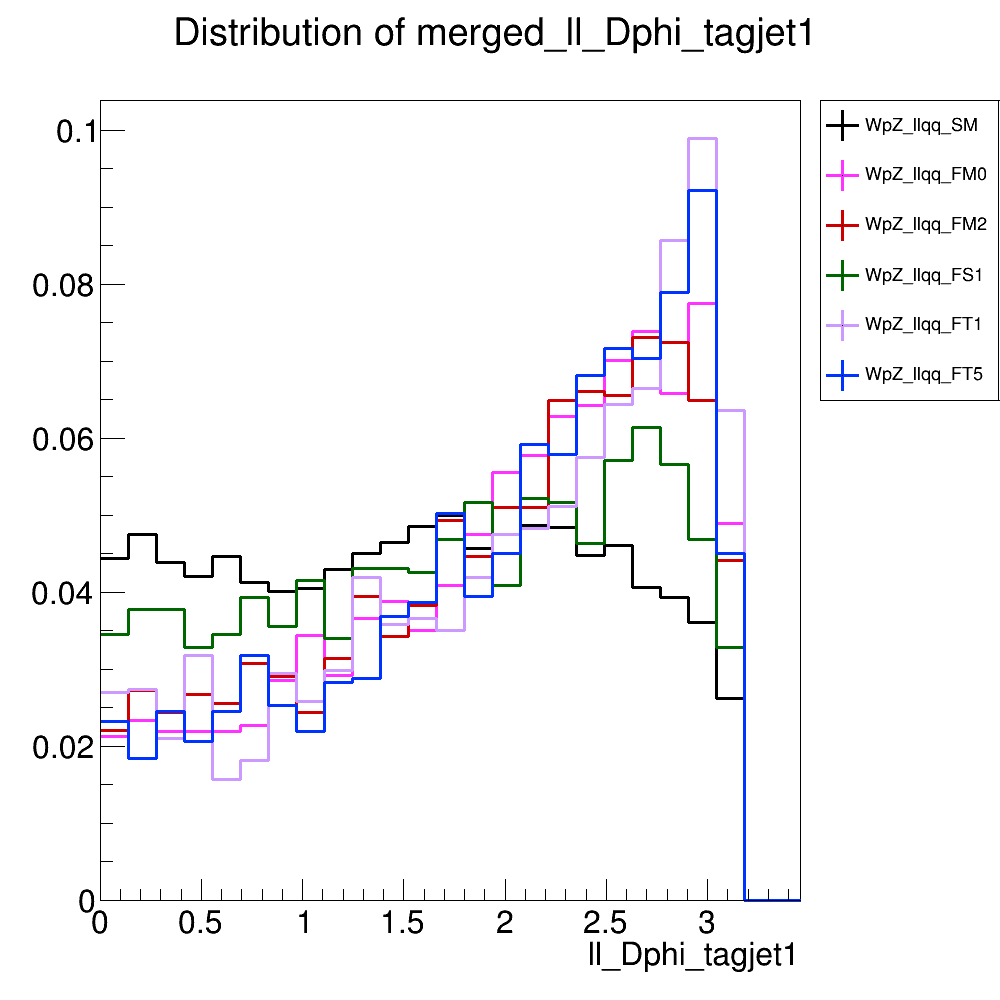 Distribution of merged_ll_Dphi_tagjet1
0.1
0.08
0.06
0.04
0.02
0
0 0.5 1 1.5 2 2.5 3
ll_Dphi_tagjet1
WpZ_llqq_SM
WpZ_llqq_FM0
WpZ_llqq_FM2
WpZ_llqq_FS1
WpZ_llqq_FT1
WpZ_llqq_FT5